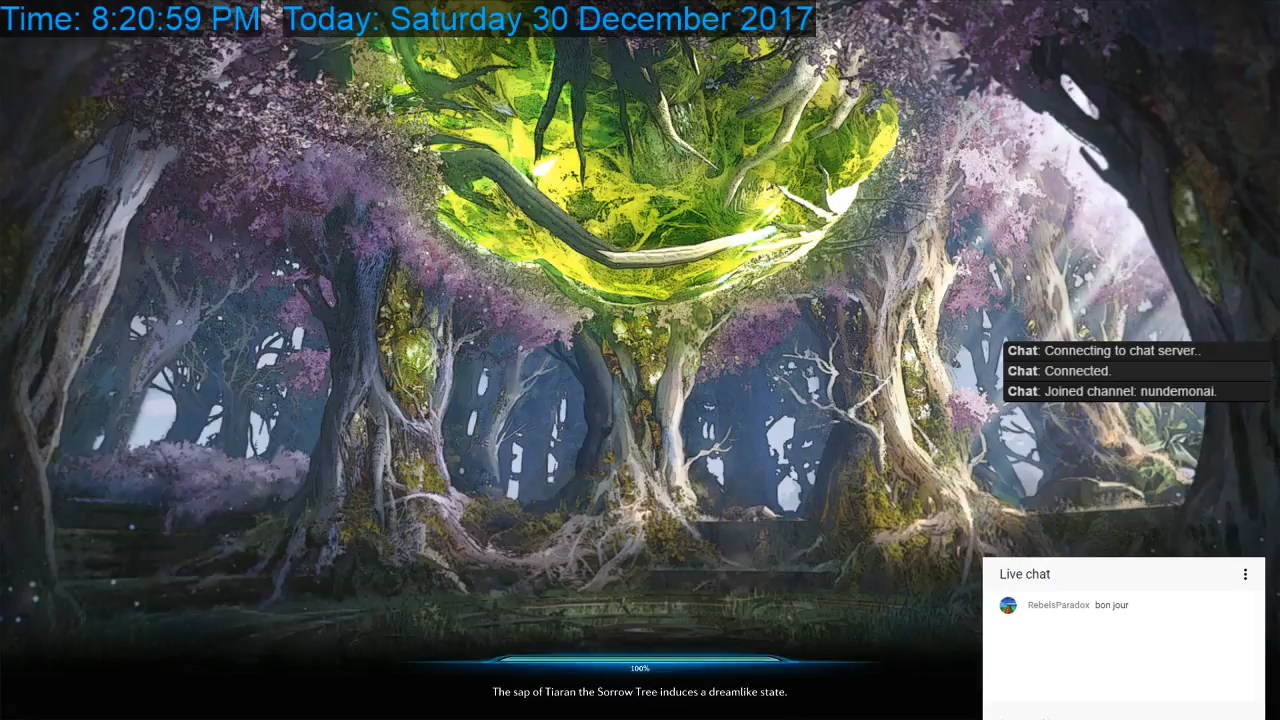 Time: 8:20:59 PM  Today: Saturday 30 December 2017
Chat: Connecting to chat server..
Chat: Connected.
Chat: Joined channel: nundemonai.
Live chat
RebelsParadox bon jour
100%
The sap of Tiaran the Sorrow Tree induces a dreamlike state.